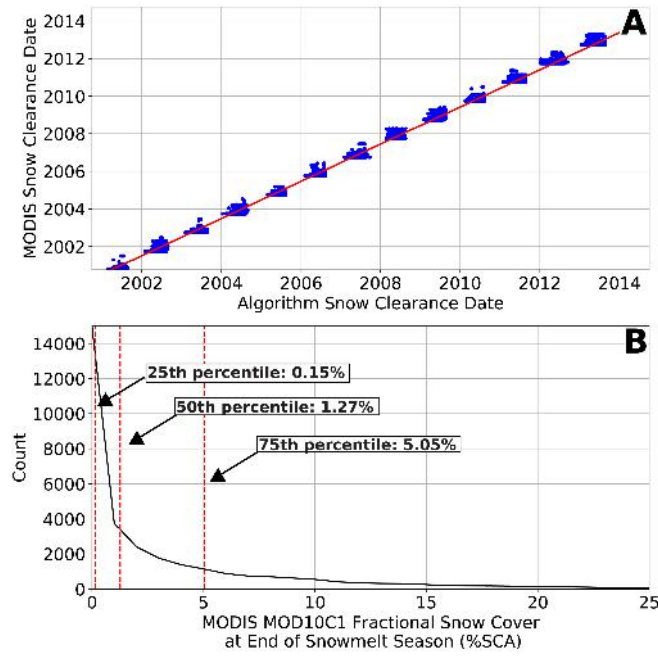 A
2014
2012
2010
2008
2006
2004
2002
MODIS Snow Clearance Date
2002 2004 2006 2008 2010 2012 2014
Algorithm Snow Clearance Date
B
14000
12000
10000
8000
6000
4000
2000
0
Count
25th percentile: 0.15%
50th percentile: 1.27%
75th percentile: 5.05%
0 5 10 15 20 25
MODIS MOD10C1 Fractional Snow Cover
at End of Snowmelt Season (%SCA)